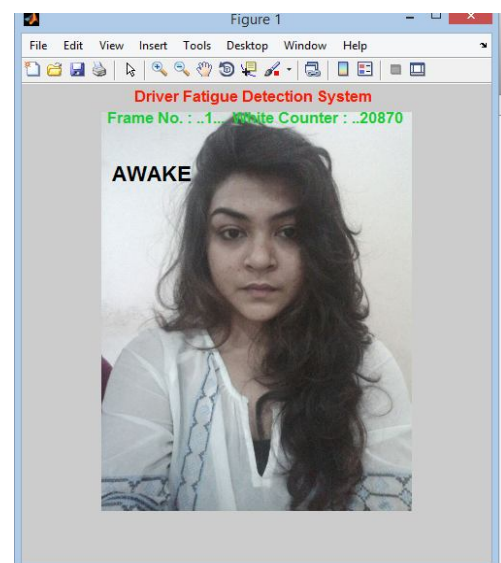 Figure 1
File Edit View Insert Tools Desktop Window Help
Driver Fatigue Detection System
Frame No. : ..1... White Counter : ..20870
AWAKE